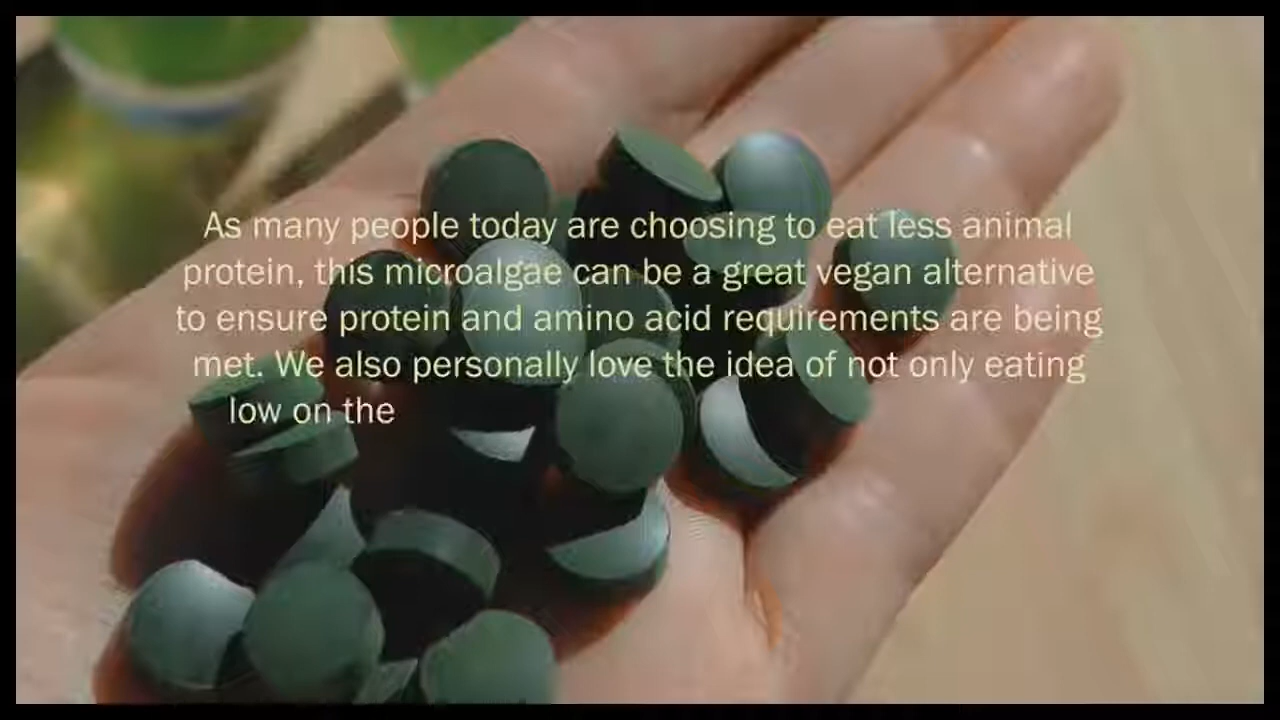 As many people today are choosing to eat less animal
protein, this microalgae can be a great vegan alternative
to ensure protein and amino acid requirements are being
met. We also personally love the idea of not only eating
low on the